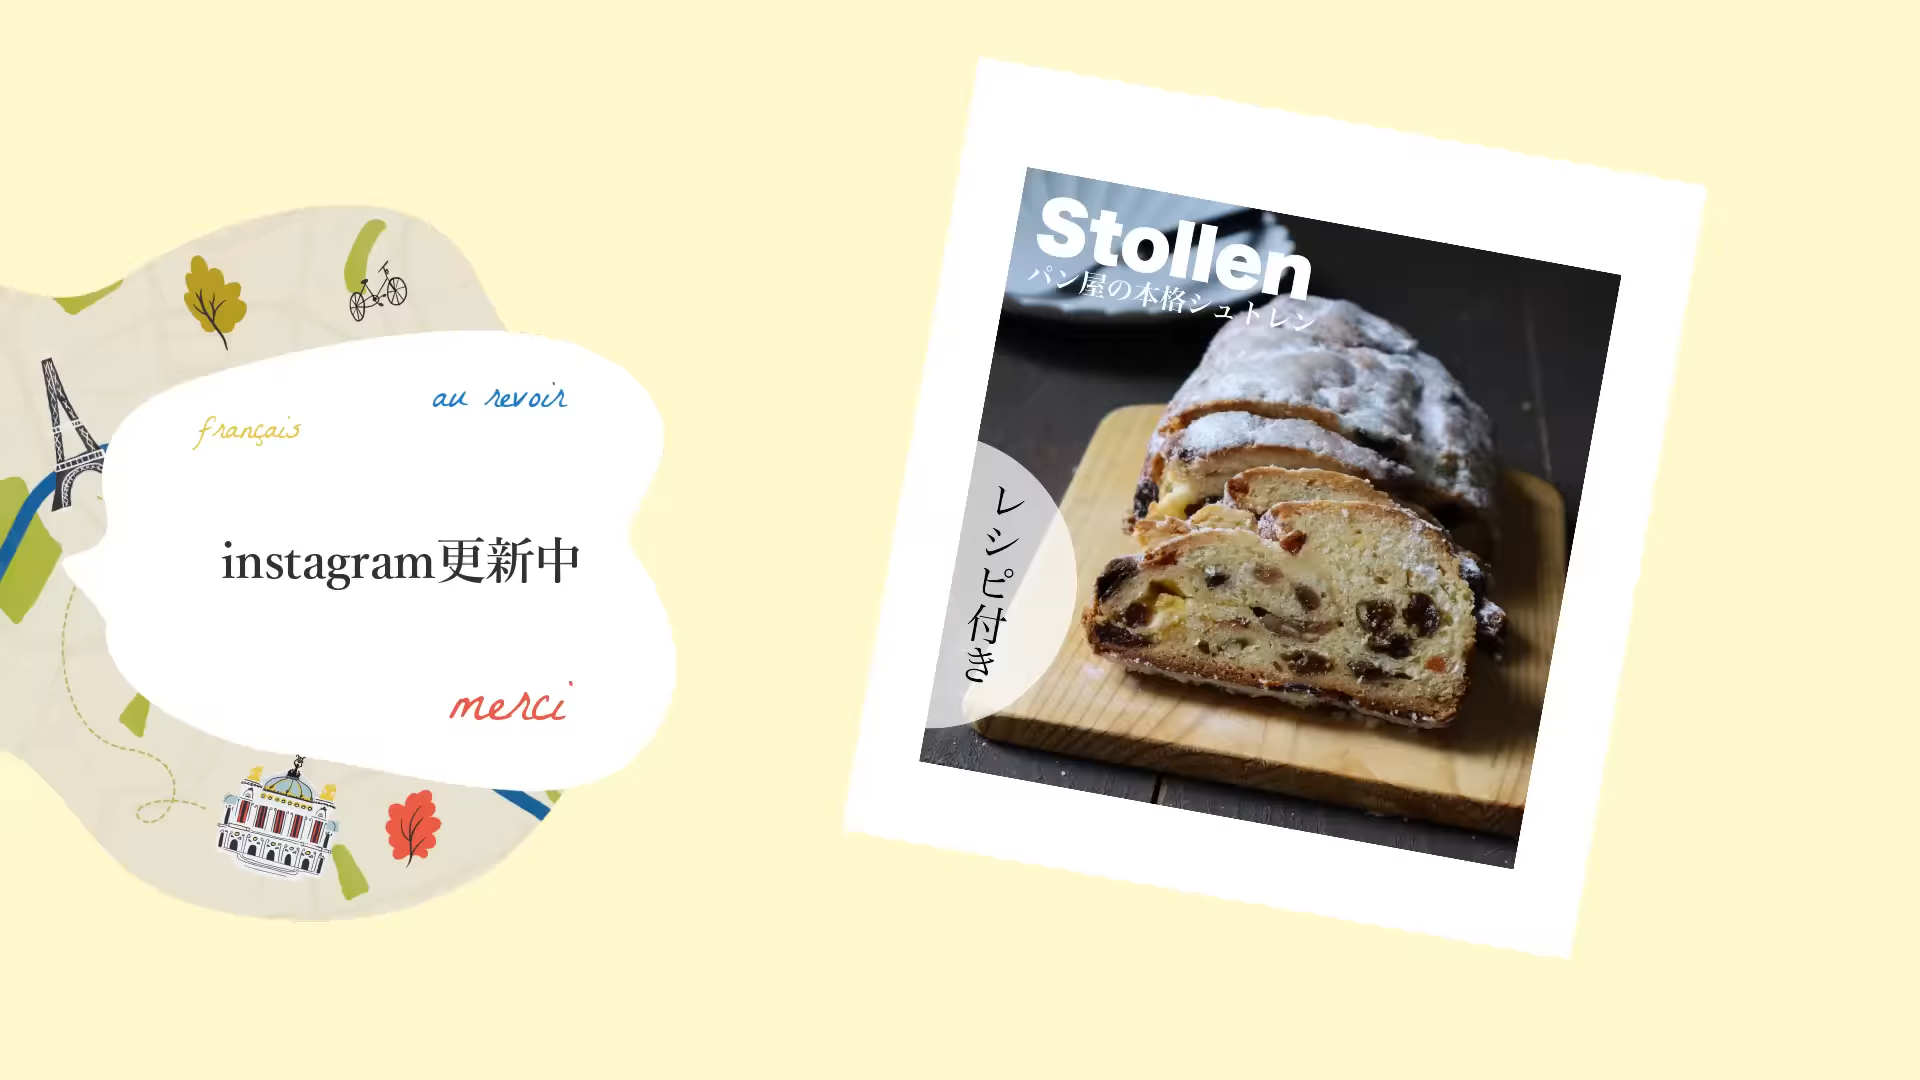 français
au revoir
instagram更新中
merci
Stollen
パン屋の本格シュトレン
レシピ付き